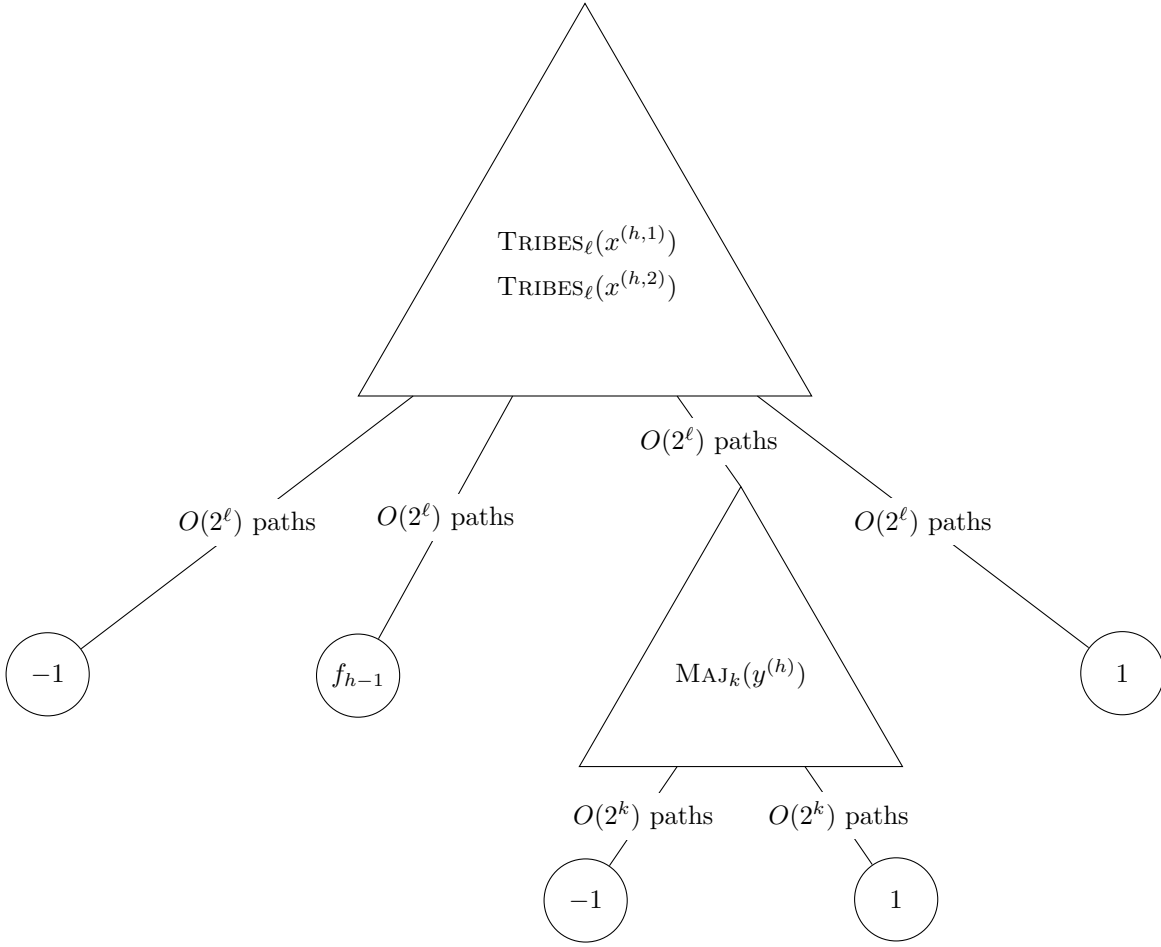 TRIBES_ℓ(x^{(h,1)})
TRIBES_ℓ(x^{(h,2)})
O(2^ℓ) paths
O(2^ℓ) paths
O(2^ℓ) paths
O(2^ℓ) paths
−1
f_{h−1}
MAJ_k(y^{(h)})
1
O(2^k) paths
O(2^k) paths
−1
1